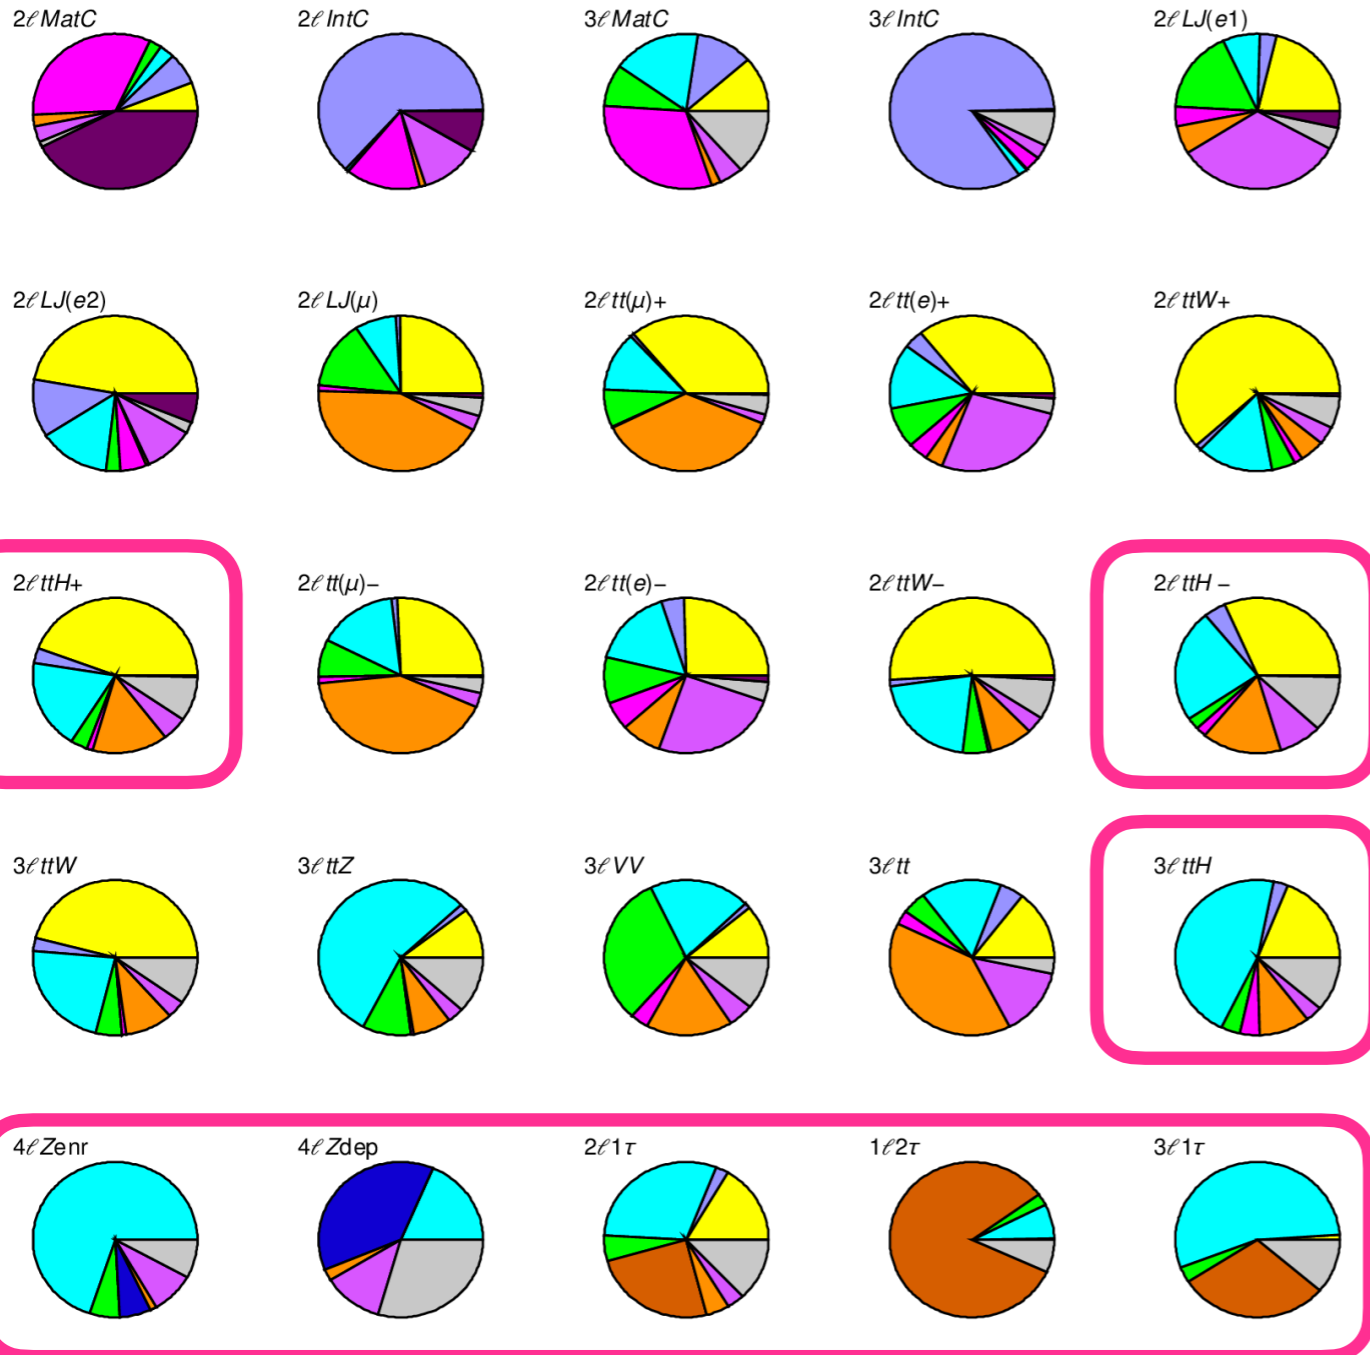 2ℓ MatC
2ℓ IntC
3ℓ MatC
3ℓ IntC
2ℓ LJ(e1)
2ℓ LJ(e2)
2ℓ LJ(μ)
2ℓ tt(μ)+
2ℓ tt(e)+
2ℓ ttW+
2ℓ ttH+
2ℓ tt(μ)−
2ℓ tt(e)−
2ℓ ttW−
2ℓ ttH −
3ℓ ttW
3ℓ ttZ
3ℓ VV
3ℓ tt
3ℓ ttH
4ℓ Zenr
4ℓ Zdep
2ℓ1τ
1ℓ2τ
3ℓ1τ